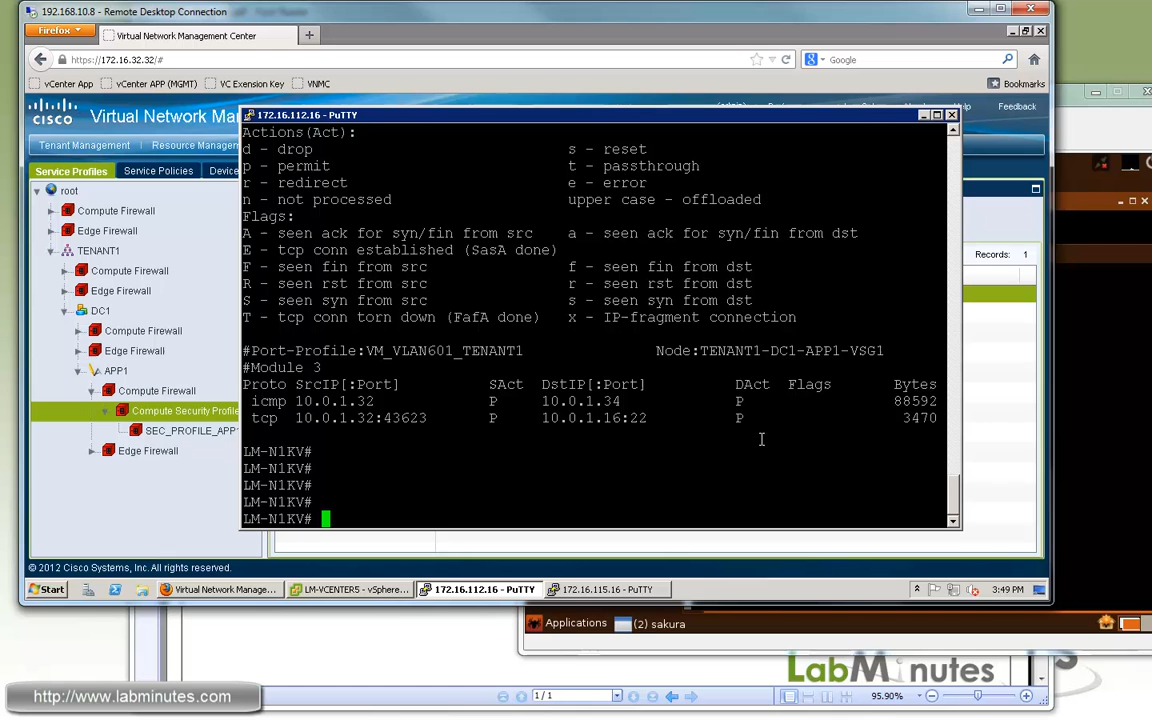 192.168.10.8 - Remote Desktop Connection
Firefox
Virtual Network Management Center
https://172.16.32.32/#
Google
vCenter App
vCenter APP (MGMT)
VC Exension Key
VNMC
Bookmarks
CISCO
Virtual Network Ma
Feedback
Tenant Management
Resource Managem
Service Profiles
Service Policies
Device
root
Compute Firewall
Edge Firewall
TENANT1
Compute Firewall
Edge Firewall
DC1
Compute Firewall
Edge Firewall
APP1
Compute Firewall
Compute Security Profile
SEC_PROFILE_APP1
Edge Firewall
Records: 1
172.16.112.16 - PuTTY
Actions(Act):
d - drop s - reset
p - permit t - passthrough
r - redirect e - error
n - not processed upper case - offloaded
Flags:
A - seen ack for syn/fin from src a - seen ack for syn/fin from dst
E - tcp conn established (SasA done)
F - seen fin from src f - seen fin from dst
R - seen rst from src r - seen rst from dst
S - seen syn from src s - seen syn from dst
T - tcp conn torn down (FafA done) x - IP-fragment connection
#Port-Profile:VM_VLAN601_TENANT1 Node:TENANT1-DC1-APP1-VSG1
#Module 3
Proto SrcIP[:Port] SAct DstIP[:Port] DAct Flags Bytes
icmp 10.0.1.32 P 10.0.1.34 P 88592
tcp 10.0.1.32:43623 P 10.0.1.16:22 P 3470
LM-N1KV#
LM-N1KV#
LM-N1KV#
LM-N1KV#
LM-N1KV#
© 2012 Cisco Systems, Inc. All rights reserved.
Start
Virtual Network Manage...
LM-VCENTER5 - vSphere...
172.16.112.16 - PuTTY
172.16.115.16 - PuTTY
3:49 PM
Applications
(2) sakura
LabMinutes
http://www.labminutes.com
1 / 1
95.90%